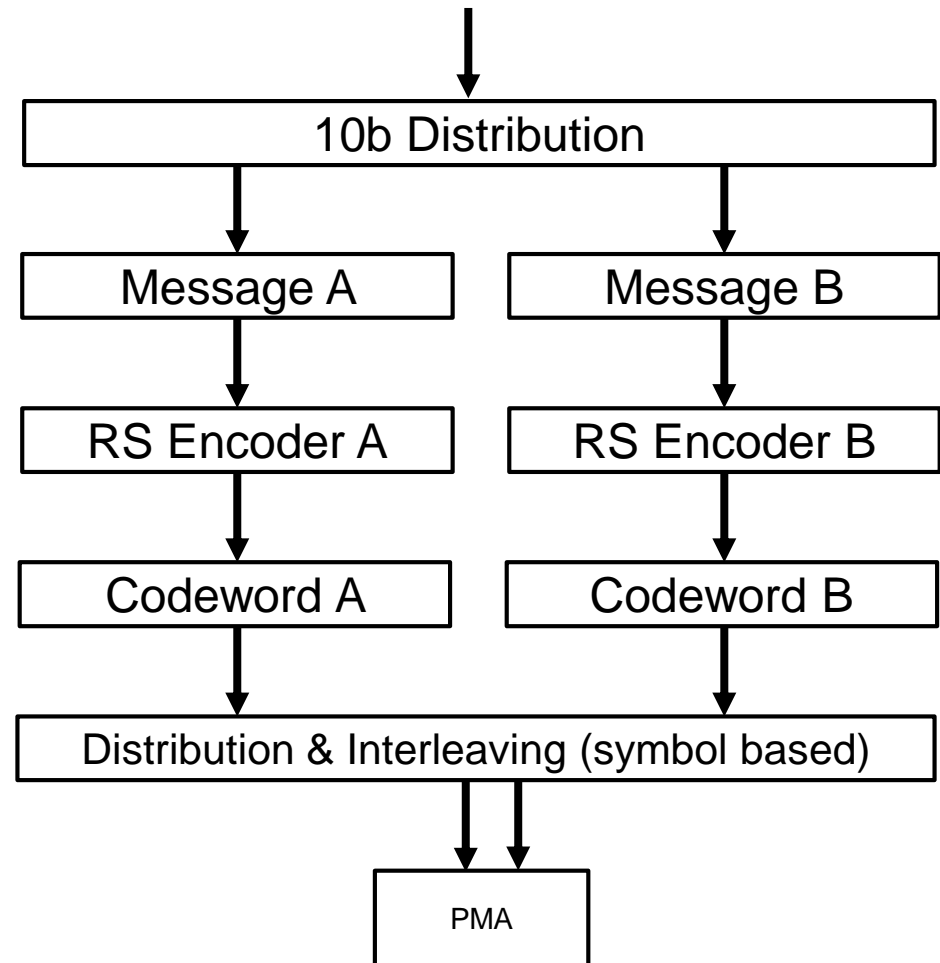 10b Distribution
Message A
Message B
RS Encoder A
RS Encoder B
Codeword A
Codeword B
Distribution & Interleaving (symbol based)
PMA